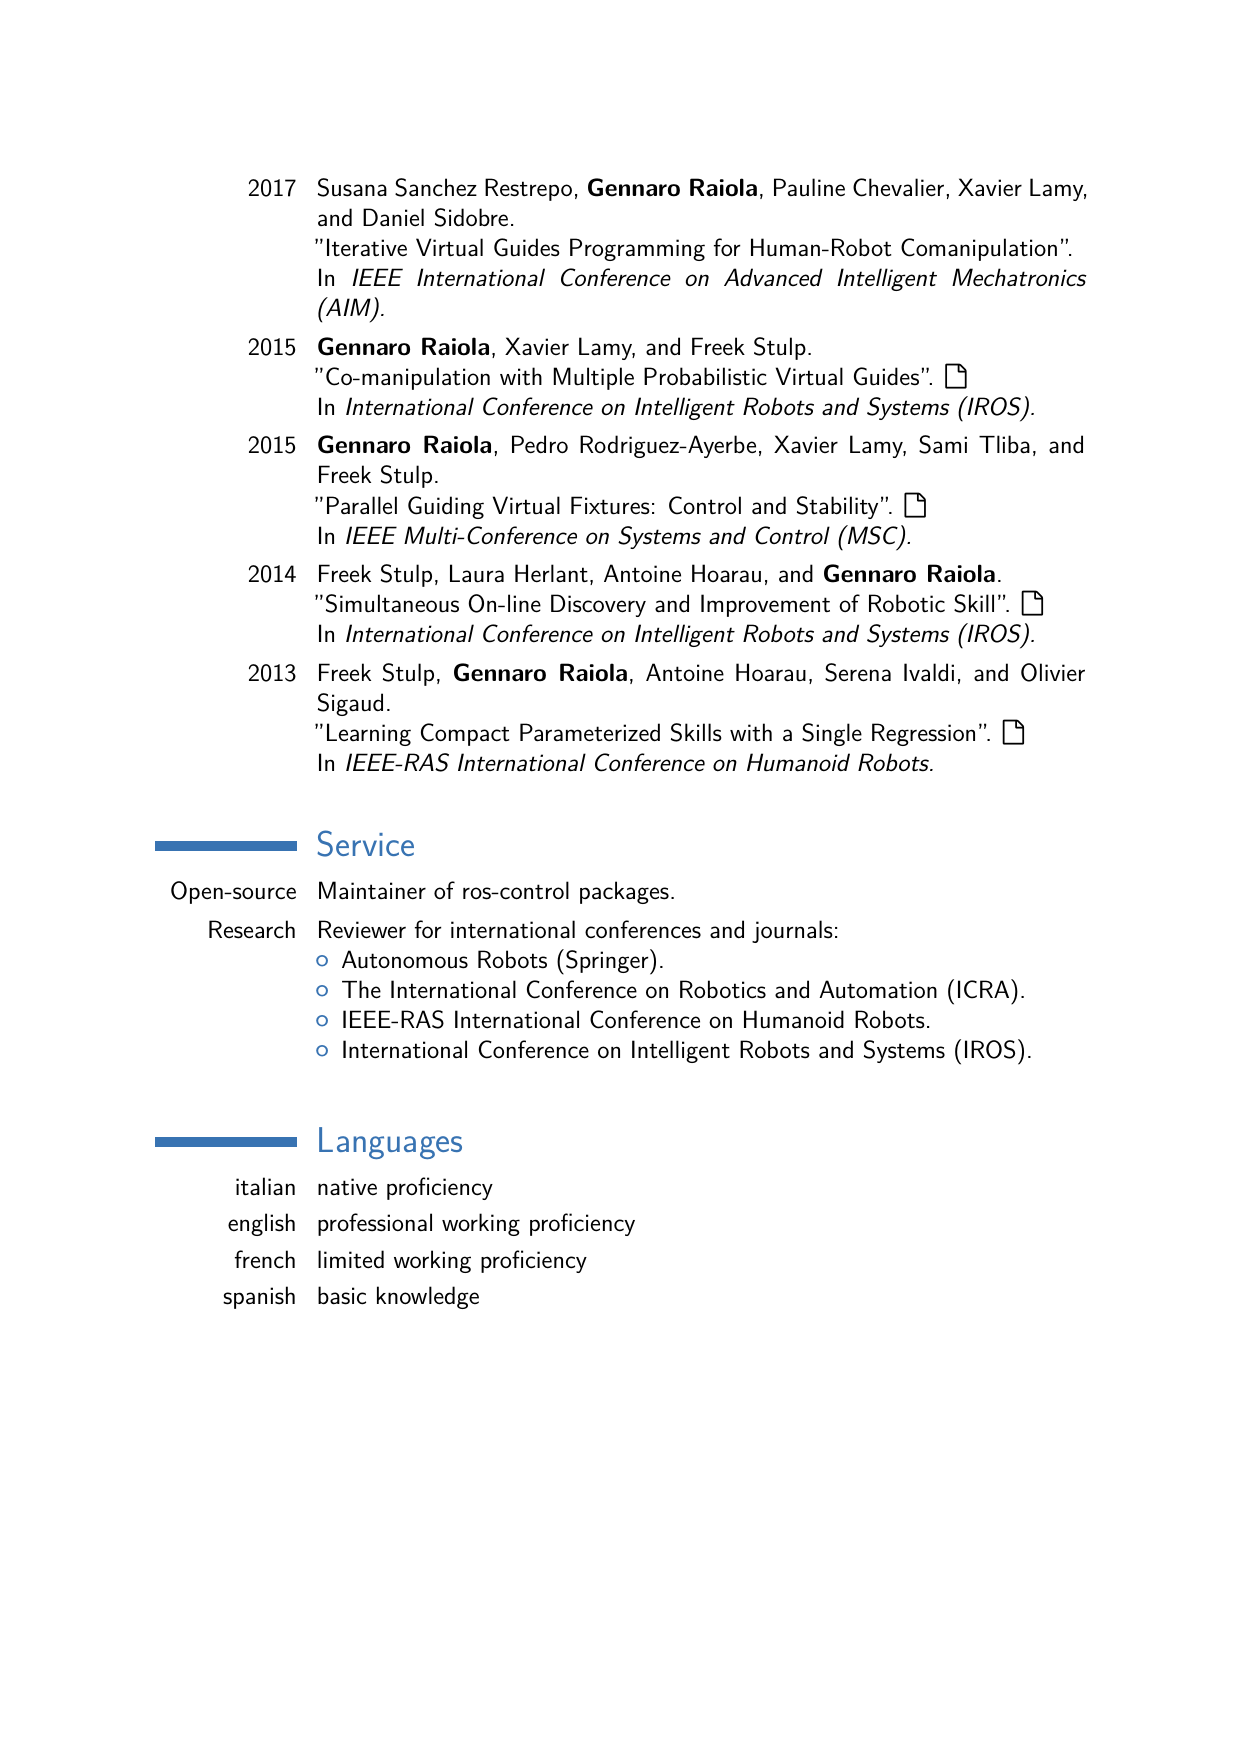 2017 Susana Sanchez Restrepo, Gennaro Raiola, Pauline Chevalier, Xavier Lamy,
and Daniel Sidobre.
”Iterative Virtual Guides Programming for Human-Robot Comanipulation”.
In IEEE International Conference on Advanced Intelligent Mechatronics
(AIM).
2015 Gennaro Raiola, Xavier Lamy, and Freek Stulp.
”Co-manipulation with Multiple Probabilistic Virtual Guides”.
In International Conference on Intelligent Robots and Systems (IROS).
2015 Gennaro Raiola, Pedro Rodriguez-Ayerbe, Xavier Lamy, Sami Tliba, and
Freek Stulp.
”Parallel Guiding Virtual Fixtures: Control and Stability”.
In IEEE Multi-Conference on Systems and Control (MSC).
2014 Freek Stulp, Laura Herlant, Antoine Hoarau, and Gennaro Raiola.
”Simultaneous On-line Discovery and Improvement of Robotic Skill”.
In International Conference on Intelligent Robots and Systems (IROS).
2013 Freek Stulp, Gennaro Raiola, Antoine Hoarau, Serena Ivaldi, and Olivier
Sigaud.
”Learning Compact Parameterized Skills with a Single Regression”.
In IEEE-RAS International Conference on Humanoid Robots.
Service
Open-source Maintainer of ros-control packages.
Research Reviewer for international conferences and journals:
Autonomous Robots (Springer).
The International Conference on Robotics and Automation (ICRA).
IEEE-RAS International Conference on Humanoid Robots.
International Conference on Intelligent Robots and Systems (IROS).
Languages
italian native proficiency
english professional working proficiency
french limited working proficiency
spanish basic knowledge